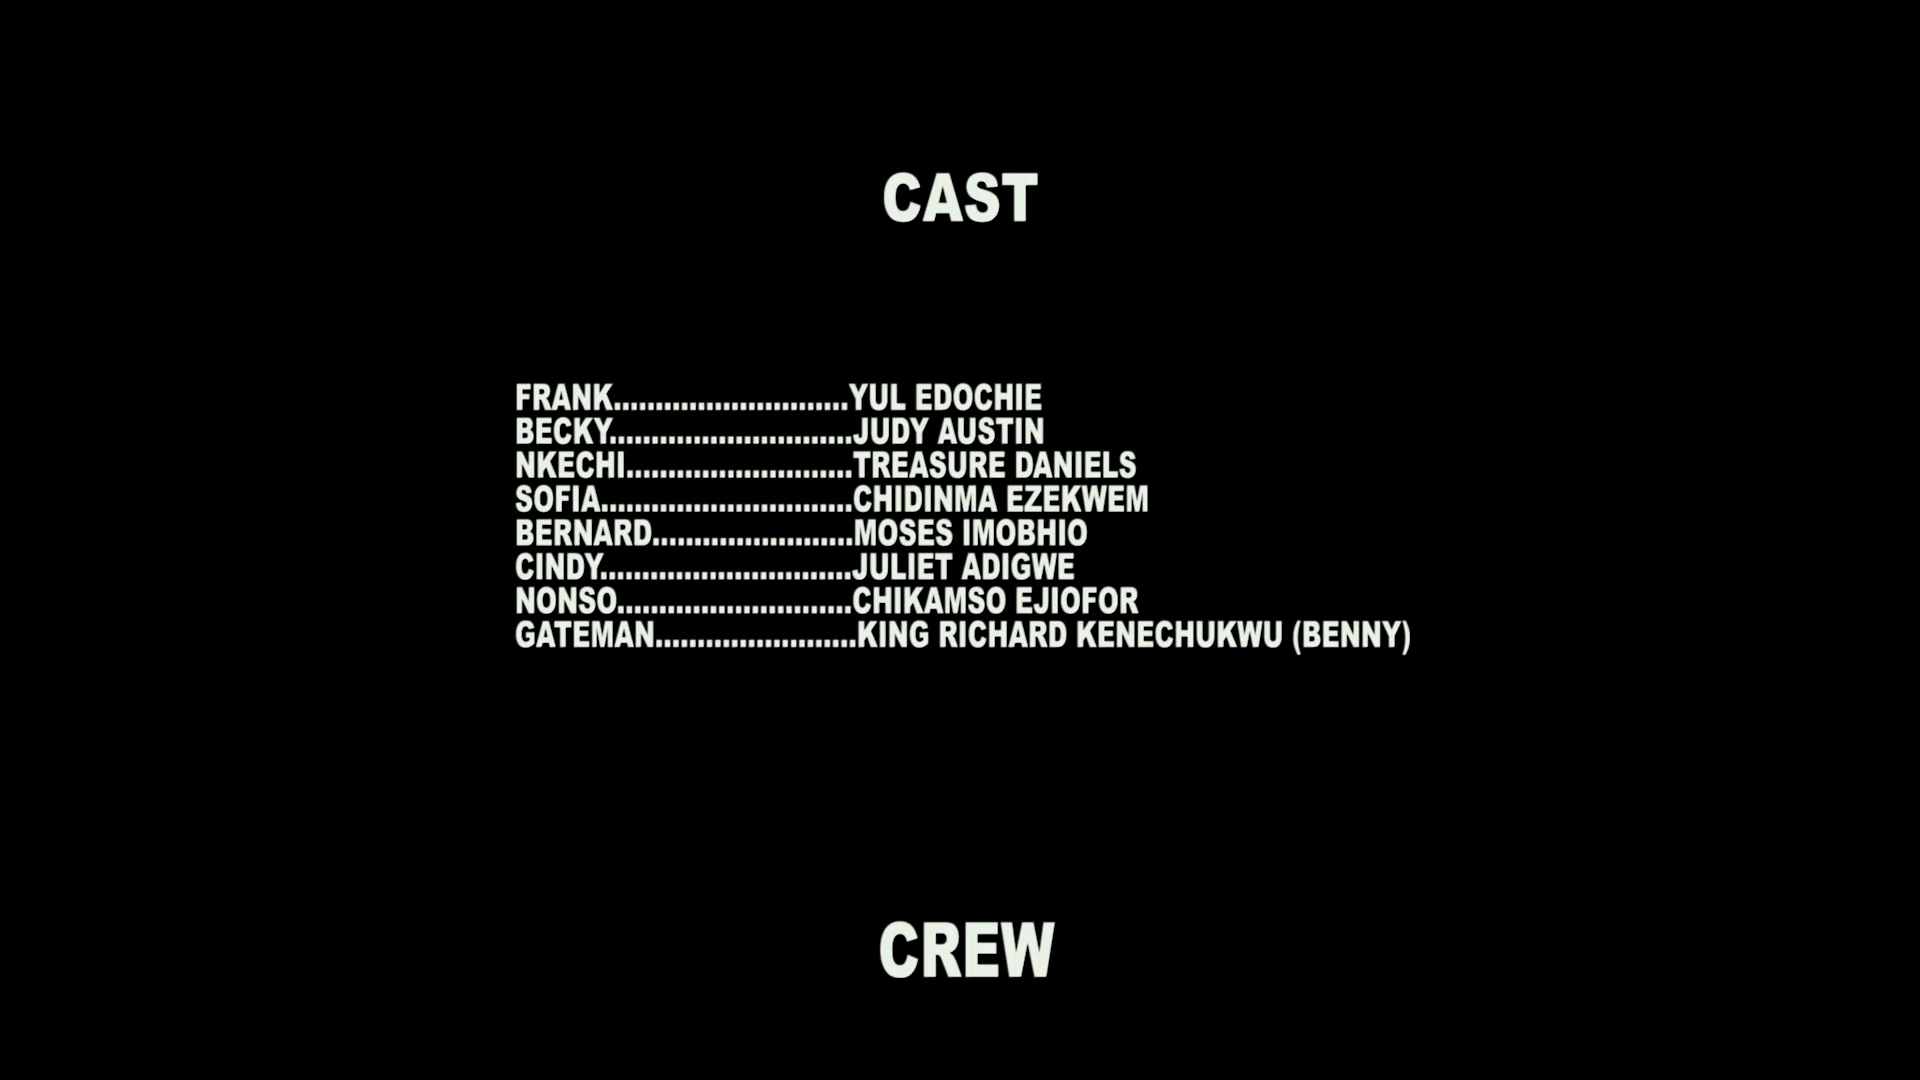 CAST
FRANK............................YUL EDOCHIE
BECKY.............................JUDY AUSTIN
NKECHI...........................TREASURE DANIELS
SOFIA..............................CHIDINMA EZEKWEM
BERNARD........................MOSES IMOBHIO
CINDY..............................JULIET ADIGWE
NONSO............................CHIKAMSO EJIOFOR
GATEMAN........................KING RICHARD KENECHUKWU (BENNY)
CREW